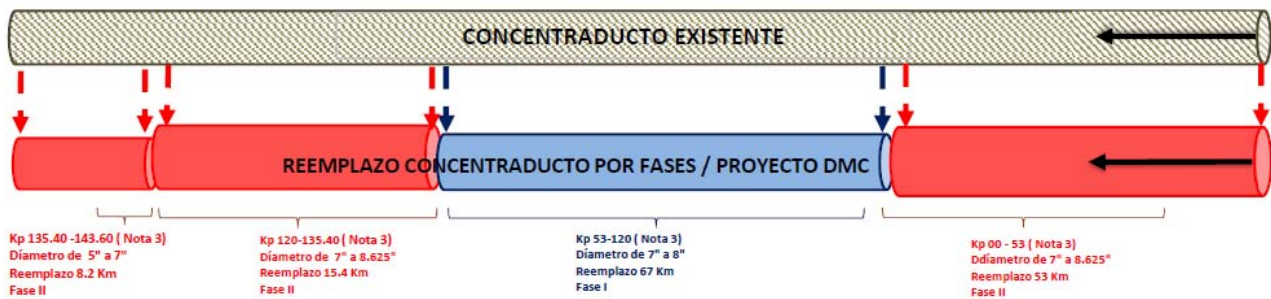 CONCENTRADUCTO EXISTENTE
REEMPLAZO CONCENTRADUCTO POR FASES / PROYECTO DMC
Kp 135.40 -143.60 ( Nota 3)
Díametro de  5" a 7"
Reemplazo 8.2 Km
Fase II
Kp 120-135.40 ( Nota 3)
Díametro de  7" a 8.625"
Reemplazo 15.4 Km
Fase II
Kp 53-120 ( Nota 3)
Díametro de 7" a 8"
Reemplazo 67 Km
Fase I
Kp 00 - 53 ( Nota 3)
Ddíametro de 7" a 8.625"
Reemplazo 53 Km
Fase II